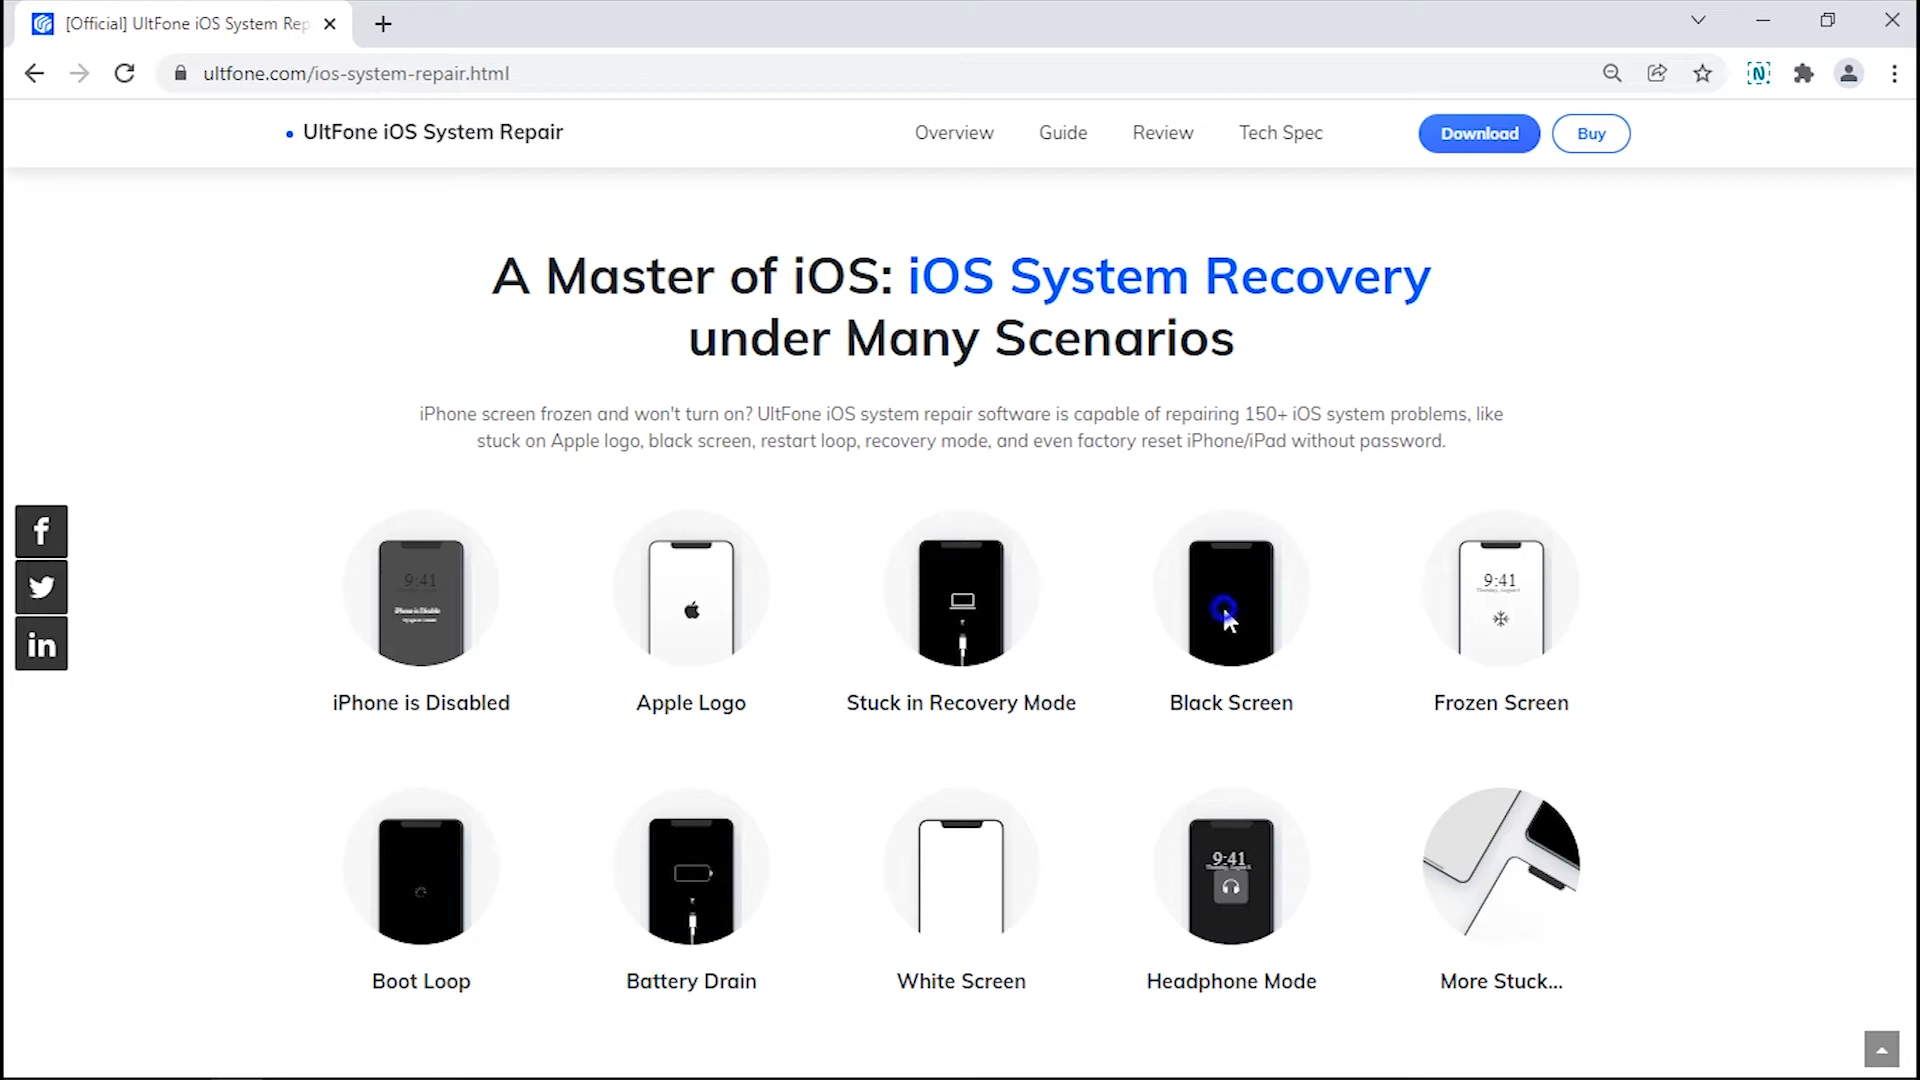 [Official] UltFone iOS System Rep
ultfone.com/ios-system-repair.html
UltFone iOS System Repair
Overview
Guide
Review
Tech Spec
Download
Buy
A Master of iOS: iOS System Recovery
under Many Scenarios
iPhone screen frozen and won't turn on? UltFone iOS system repair software is capable of repairing 150+ iOS system problems, like
stuck on Apple logo, black screen, restart loop, recovery mode, and even factory reset iPhone/iPad without password.
f
in
9:41
iPhone is Disable
9:41
iPhone is Disabled
Apple Logo
Stuck in Recovery Mode
Black Screen
Frozen Screen
9:41
Boot Loop
Battery Drain
White Screen
Headphone Mode
More Stuck...